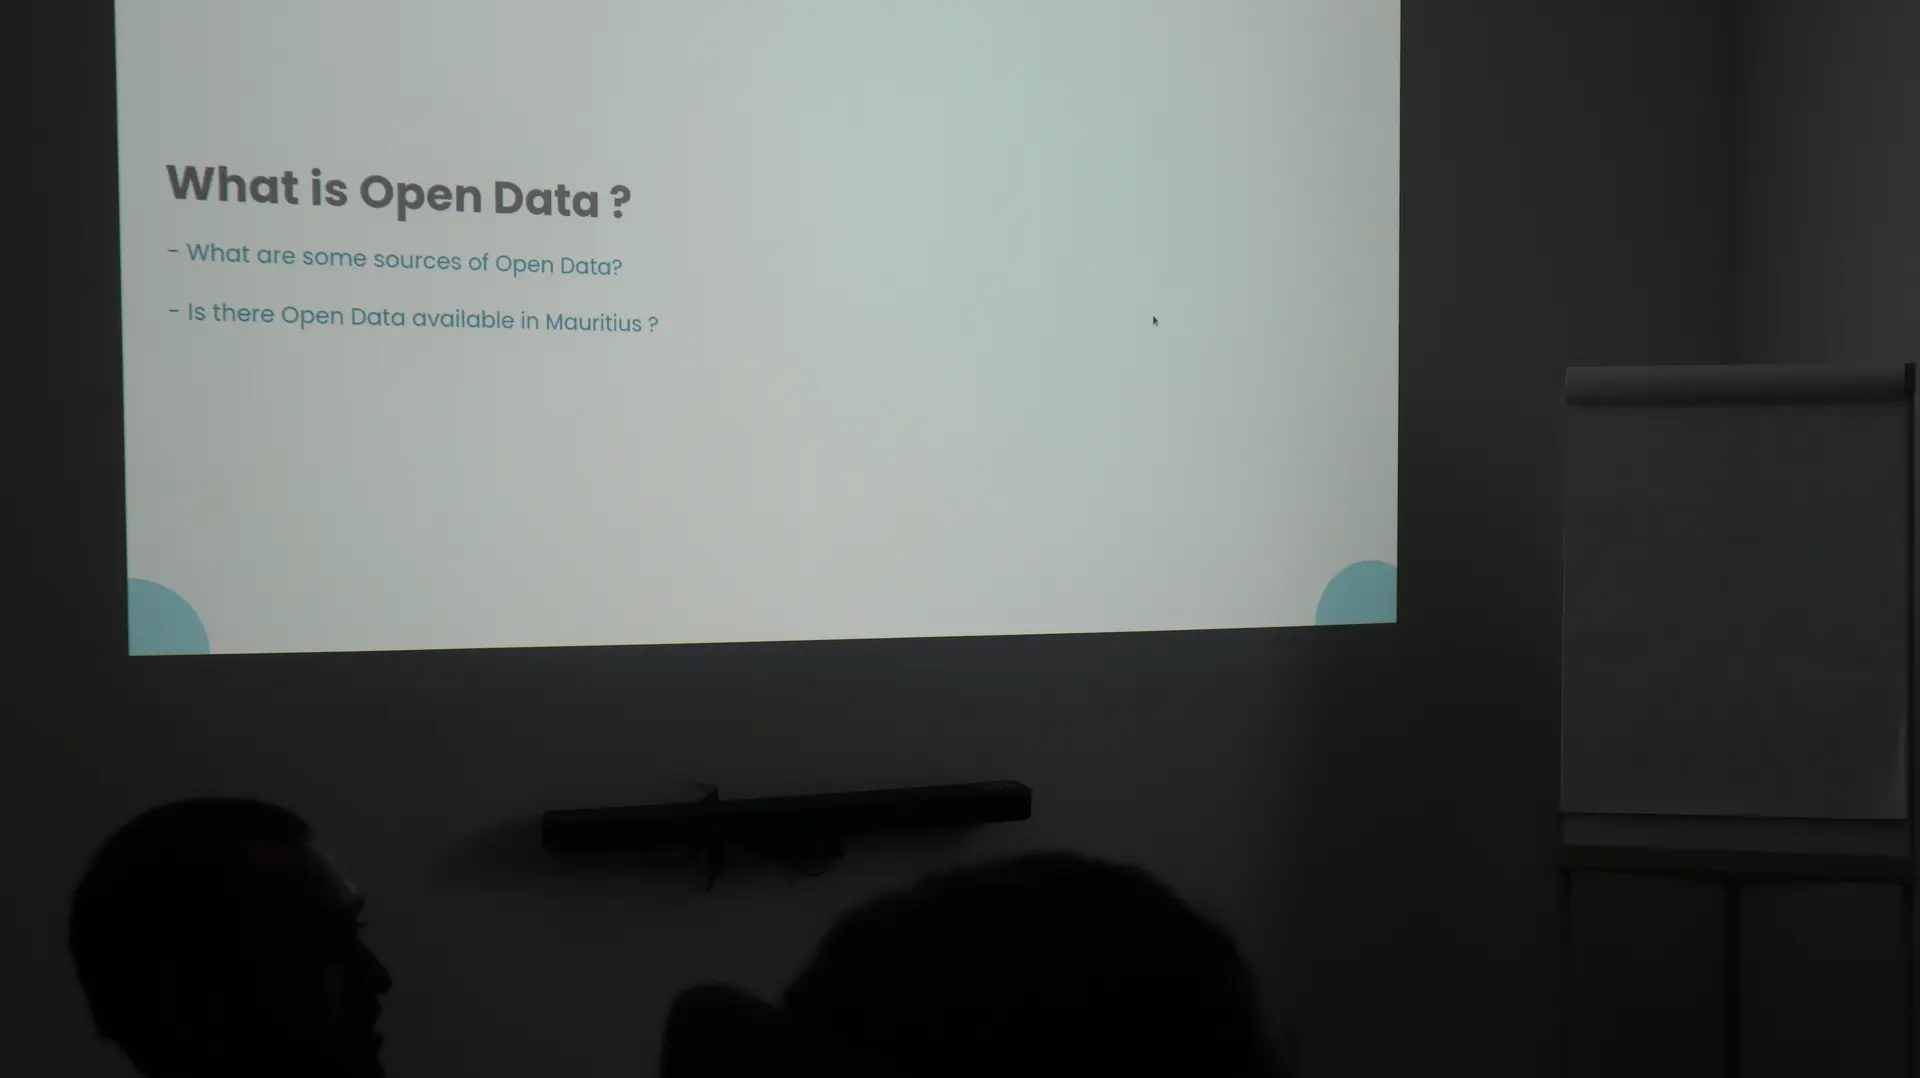 What is Open Data ?
- What are some sources of Open Data?
- Is there Open Data available in Mauritius ?